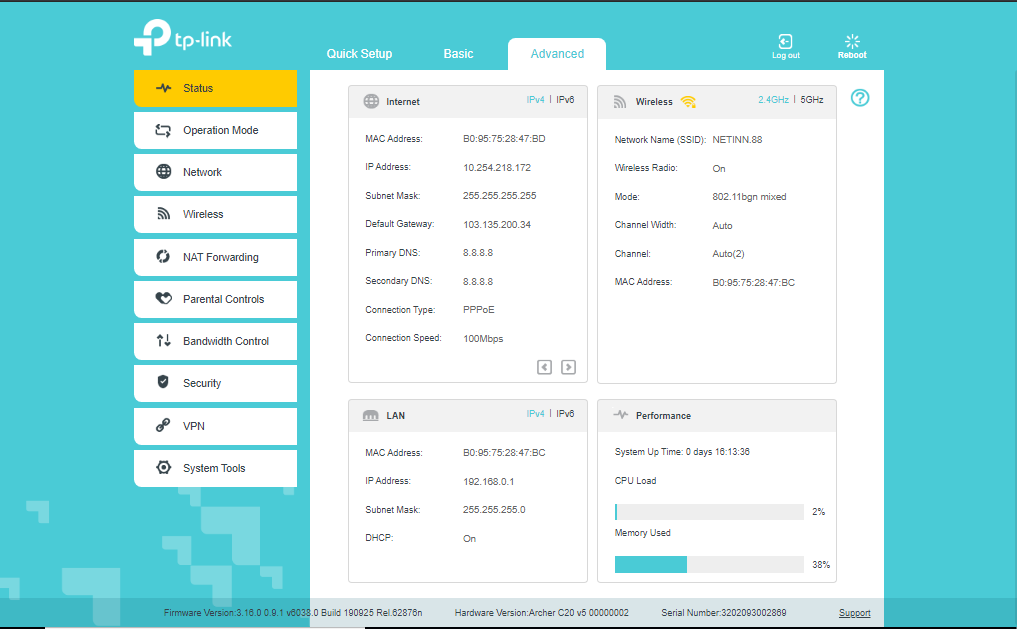 tp-link
Quick Setup Basic Advanced Log out Reboot
Status
Operation Mode
Network
Wireless
NAT Forwarding
Parental Controls
Bandwidth Control
Security
VPN
System Tools
Internet IPv4 | IPv6
MAC Address: B0:95:75:28:47:BD
IP Address: 10.254.218.172
Subnet Mask: 255.255.255.255
Default Gateway: 103.135.200.34
Primary DNS: 8.8.8.8
Secondary DNS: 8.8.8.8
Connection Type: PPPoE
Connection Speed: 100Mbps
Wireless 2.4GHz | 5GHz
Network Name (SSID): NETINN.88
Wireless Radio: On
Mode: 802.11bgn mixed
Channel Width: Auto
Channel: Auto(2)
MAC Address: B0:95:75:28:47:BC
LAN IPv4 | IPv6
MAC Address: B0:95:75:28:47:BC
IP Address: 192.168.0.1
Subnet Mask: 255.255.255.0
DHCP: On
Performance
System Up Time: 0 days 16:13:36
CPU Load
2%
Memory Used
38%
Firmware Version:3.16.0 0.9.1 v6038.0 Build 190925 Rel.62876n Hardware Version:Archer C20 v5 00000002 Serial Number:3202093002869 Support